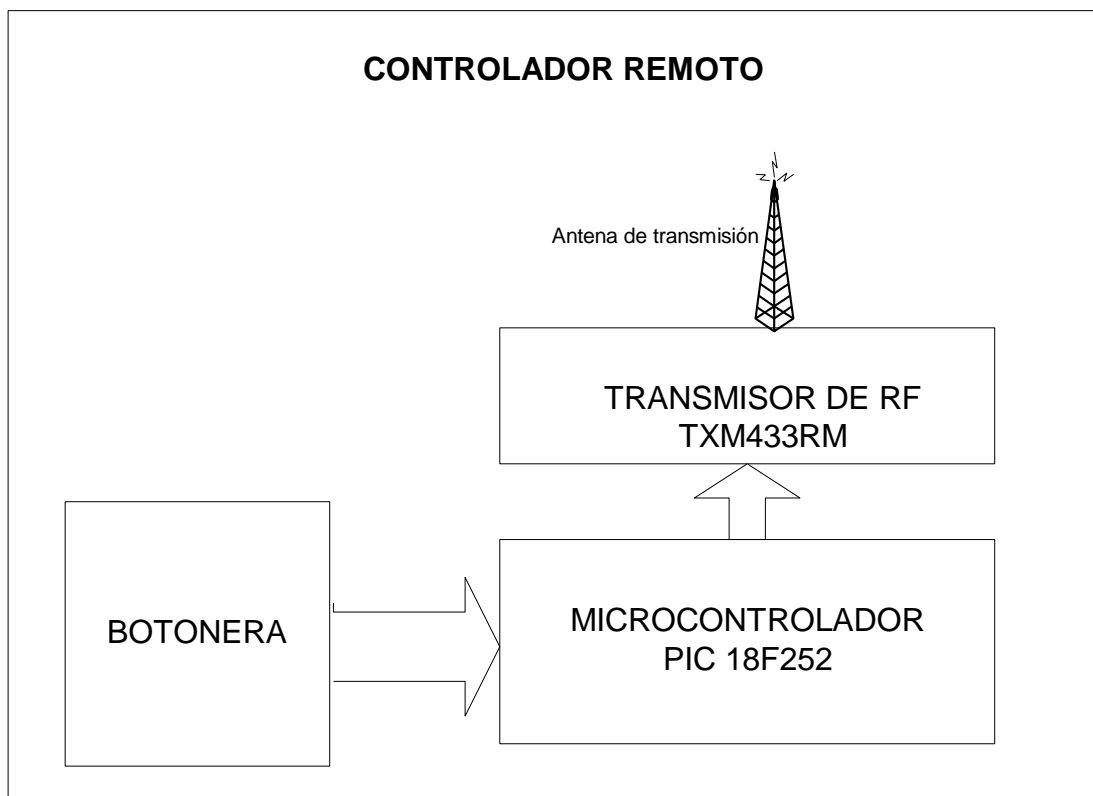 CONTROLADOR REMOTO
Antena de transmisión
TRANSMISOR DE RF
TXM433RM
BOTONERA
MICROCONTROLADOR
PIC 18F252